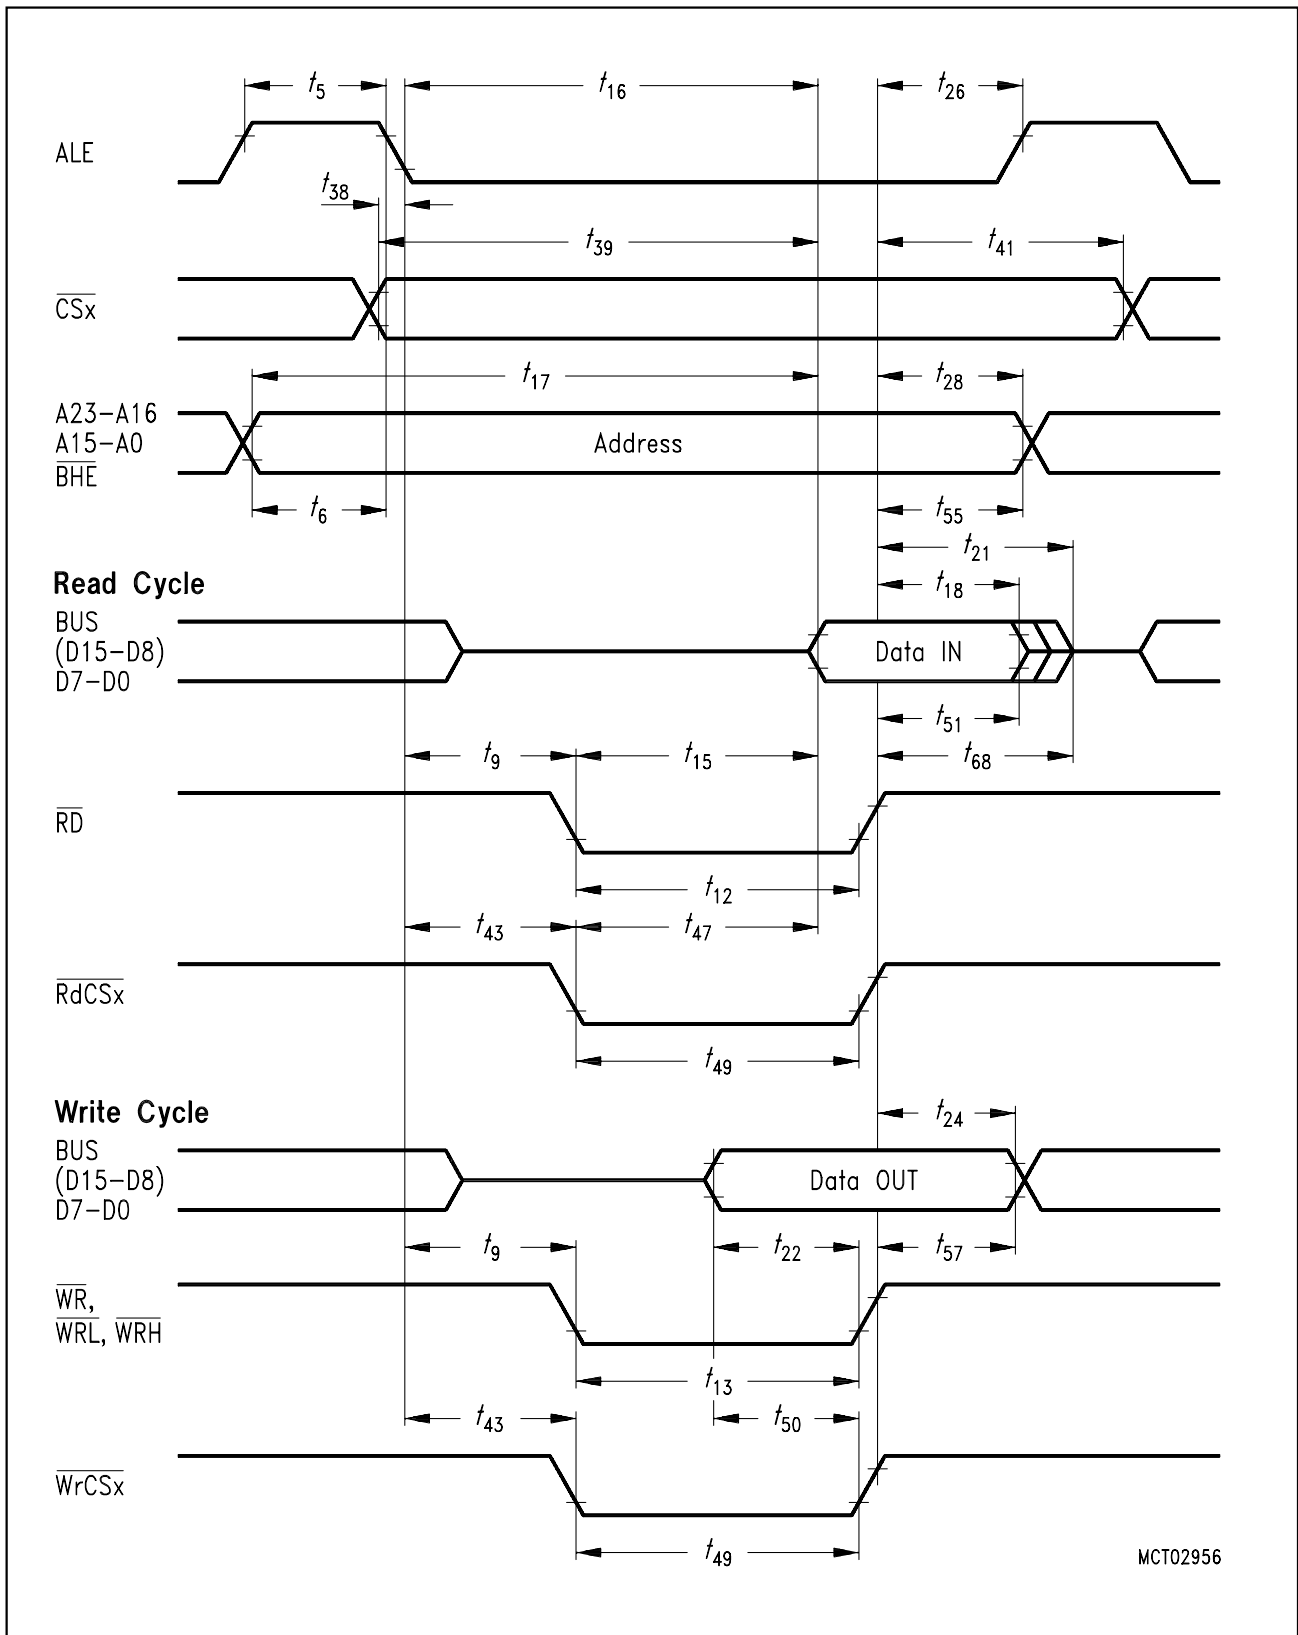 t5 t16 t26
ALE
t38
t39 t41
CSx
t17 t28
A23-A16
A15-A0
BHE
Address
t6 t55
t21
Read Cycle
t18
BUS
(D15-D8)
D7-D0
Data IN
t51
t9 t15 t68
RD
t12
t43 t47
RdCSx
t49
Write Cycle
t24
BUS
(D15-D8)
D7-D0
Data OUT
t9 t22 t57
WR,
WRL, WRH
t13
t43 t50
WrCSx
t49
MCT02956